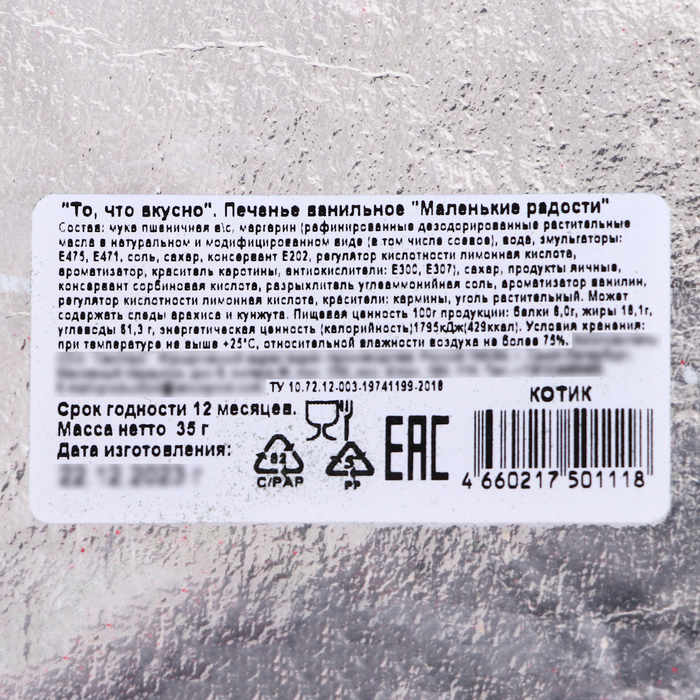 "То, что вкусно". Печенье ванильное "Маленькие радости"
Состав: мука пшеничная в\с, маргарин (рафинированные дезодорированные растительные
масла в натуральном и модифицированном виде (в том числе соевое), вода, эмульгаторы:
Е475, Е471, соль, сахар, консервант Е202, регулятор кислотности лимонная кислота,
ароматизатор, краситель каротины, антиокислители: Е300, Е307), сахар, продукты яичные,
консервант сорбиновая кислота, разрыхлитель углеаммонийная соль, ароматизатор ванилин,
регулятор кислотности лимонная кислота, красители: кармины, уголь растительный. Может
содержать следы арахиса и кунжута. Пищевая ценность 100г продукции: белки 6,0г, жиры 18,1г,
углеводы 61,3 г, энергетическая ценность (калорийность)1795кДж(429ккал). Условия хранения:
при температуре не выше +25°С, относительной влажности воздуха не более 75%.
ТУ 10.72.12-003-19741199-2018
КОТИК
Срок годности 12 месяцев.
Масса нетто 35 г
Дата изготовления:
22.12.2023 г
82
C/PAP
5
PP
EAC
4 660217 501118